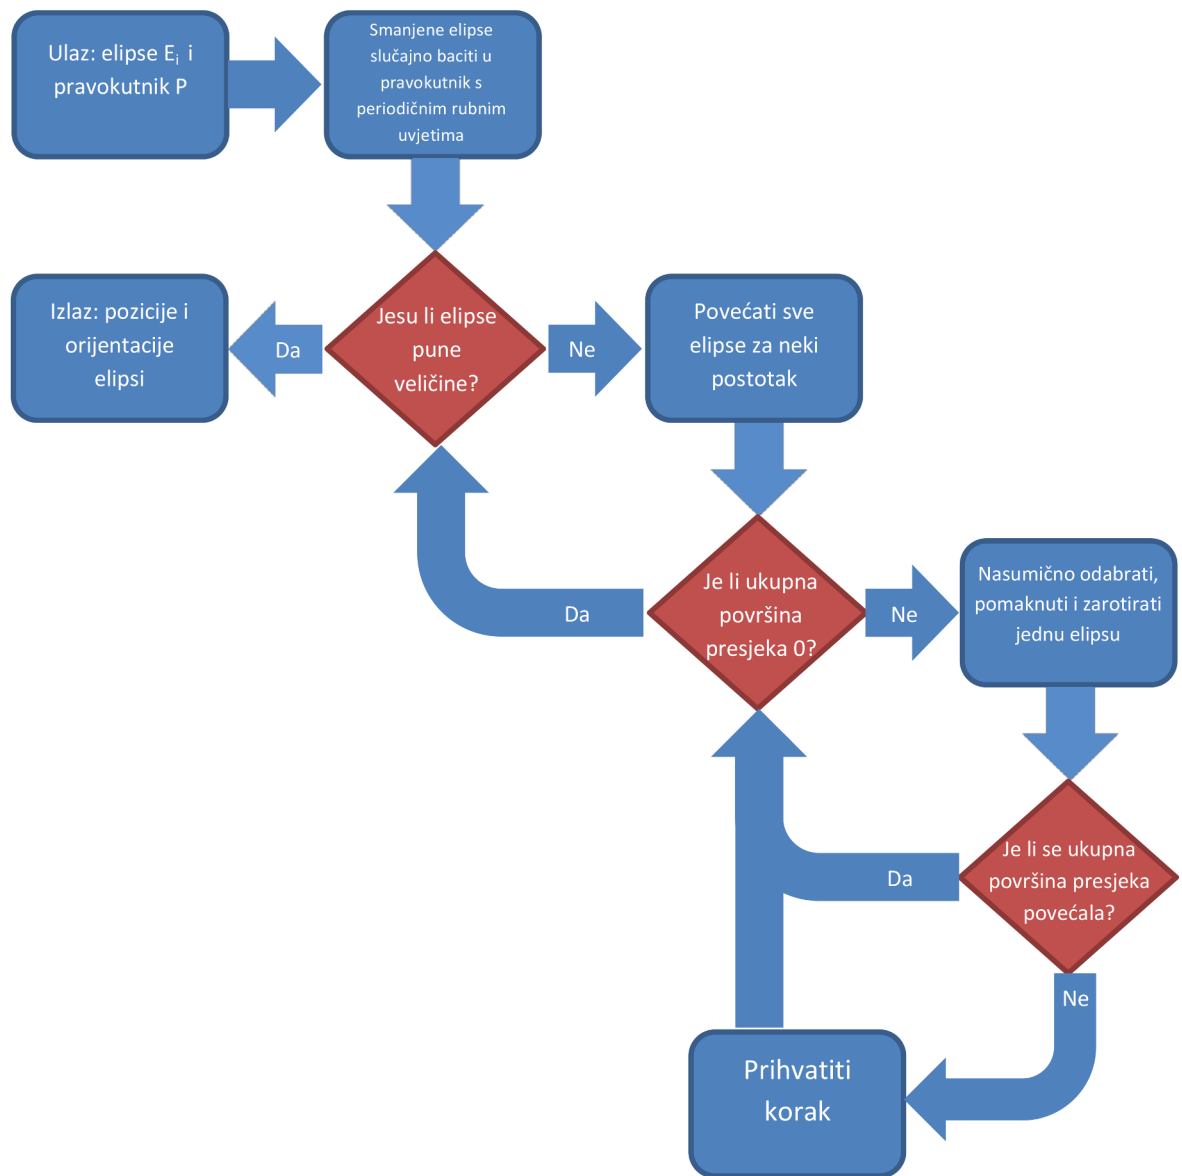 Ulaz: elipse Ei i
pravokutnik P
Smanjene elipse
slučajno baciti u
pravokutnik s
periodičnim rubnim
uvjetima
Izlaz: pozicije i
orijentacije
elipsi
Da
Jesu li elipse
pune
veličine?
Ne
Povećati sve
elipse za neki
postotak
Da
Je li ukupna
površina
presjeka 0?
Ne
Nasumično odabrati,
pomaknuti i zarotirati
jednu elipsu
Da
Je li se ukupna
površina presjeka
povećala?
Ne
Prihvatiti
korak